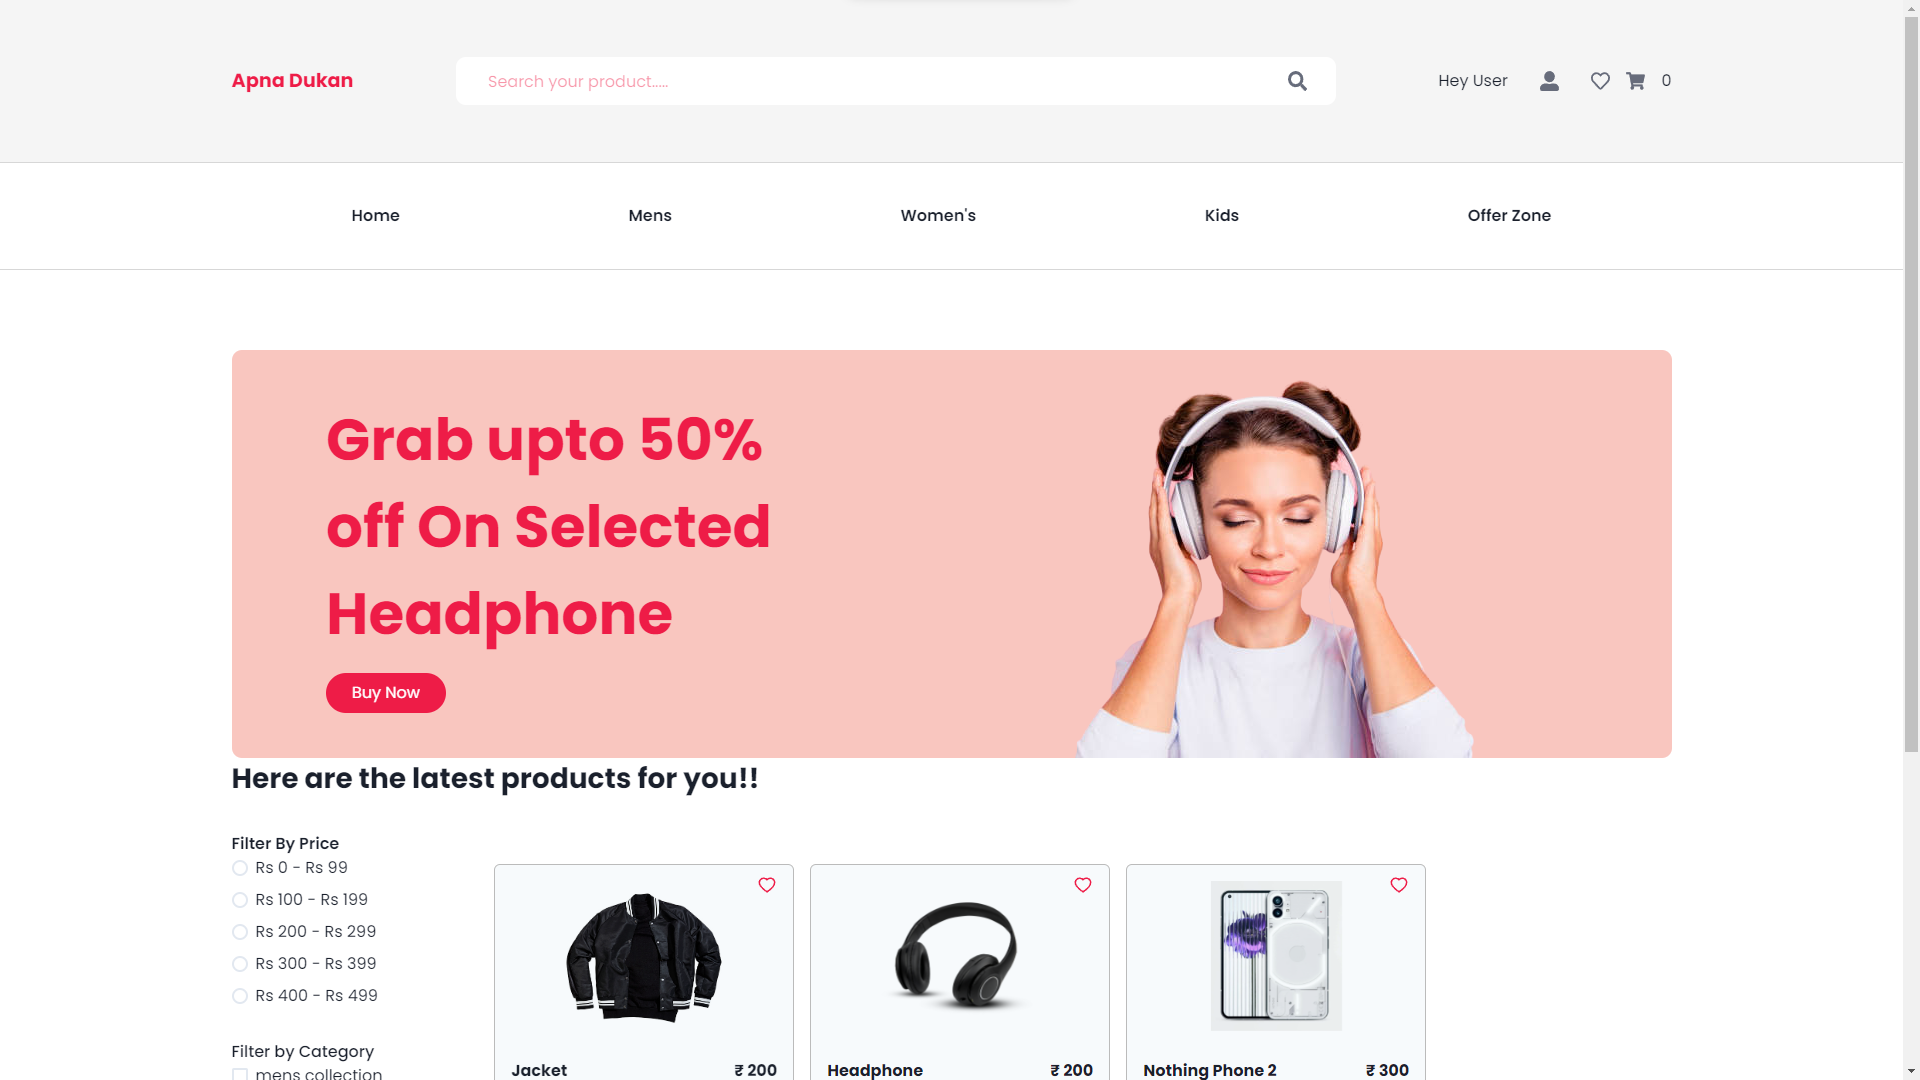 Apna Dukan
Search your product.....
Hey User
0
Home
Mens
Women's
Kids
Offer Zone
Grab upto 50%
off On Selected
Headphone
Buy Now
Here are the latest products for you!!
Filter By Price
Rs 0 - Rs 99
Rs 100 - Rs 199
Rs 200 - Rs 299
Rs 300 - Rs 399
Rs 400 - Rs 499
Filter by Category
mens collection
Jacket
₹ 200
Headphone
₹ 200
Nothing Phone 2
₹ 300